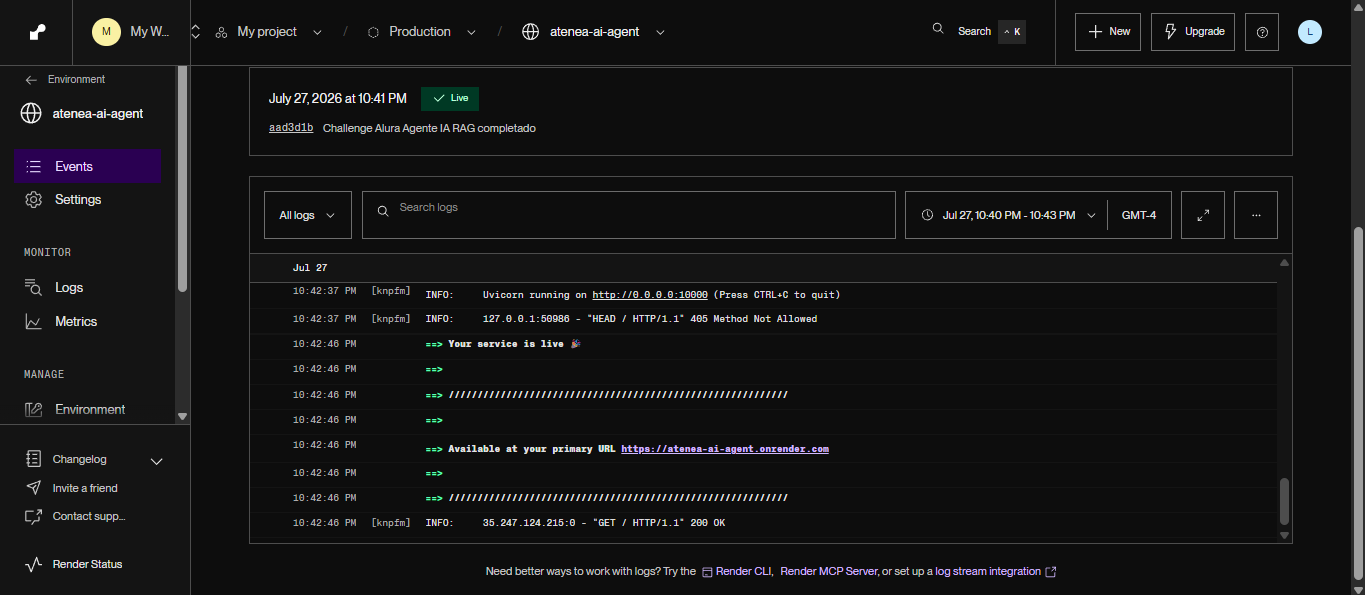 M My W... My project / Production / atenea-ai-agent Search ⌃ K + New Upgrade L
← Environment
atenea-ai-agent
Events
Settings
MONITOR
Logs
Metrics
MANAGE
Environment
Changelog
Invite a friend
Contact supp...
Render Status
July 27, 2026 at 10:41 PM ✓ Live
aad3d1b Challenge Alura Agente IA RAG completado
All logs Search logs Jul 27, 10:40 PM - 10:43 PM GMT-4 ...
Jul 27
10:42:37 PM [knpfm] INFO: Uvicorn running on http://0.0.0.0:10000 (Press CTRL+C to quit)
10:42:37 PM [knpfm] INFO: 127.0.0.1:50986 - "HEAD / HTTP/1.1" 405 Method Not Allowed
10:42:46 PM ==> Your service is live 🎉
10:42:46 PM ==>
10:42:46 PM ==> ///////////////////////////////////////////////////////////
10:42:46 PM ==>
10:42:46 PM ==> Available at your primary URL https://atenea-ai-agent.onrender.com
10:42:46 PM ==>
10:42:46 PM ==> ///////////////////////////////////////////////////////////
10:42:46 PM [knpfm] INFO: 35.247.124.215:0 - "GET / HTTP/1.1" 200 OK
Need better ways to work with logs? Try the Render CLI, Render MCP Server, or set up a log stream integration